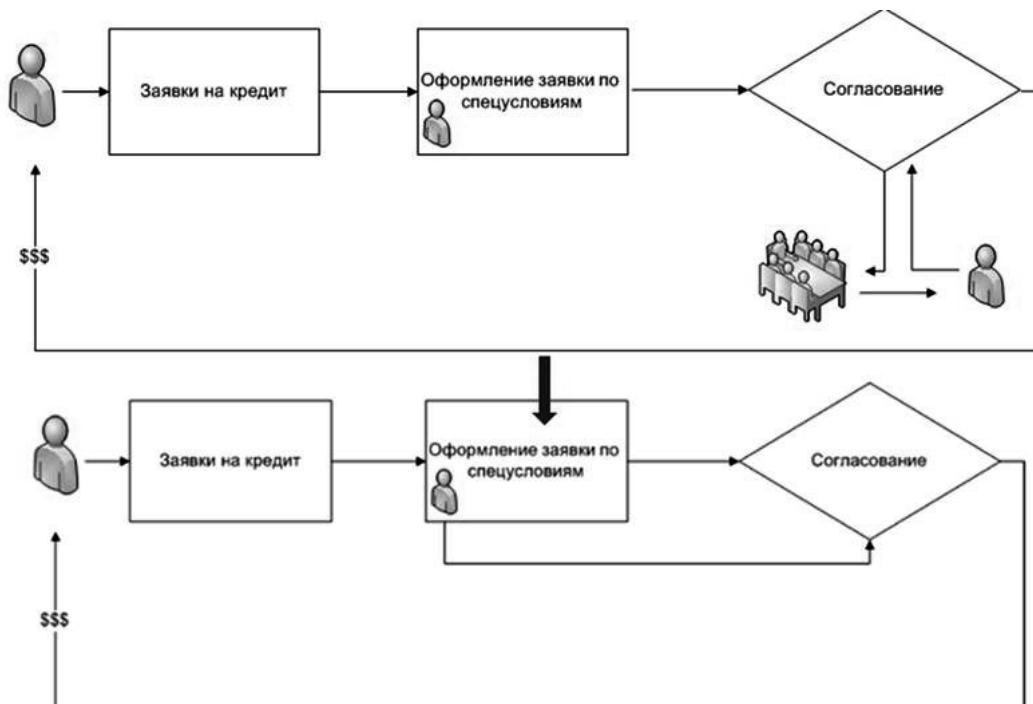 Заявки на кредит
Оформление заявки по
спецусловиям
Согласование
$$$
Заявки на кредит
Оформление заявки по
спецусловиям
Согласование
$$$